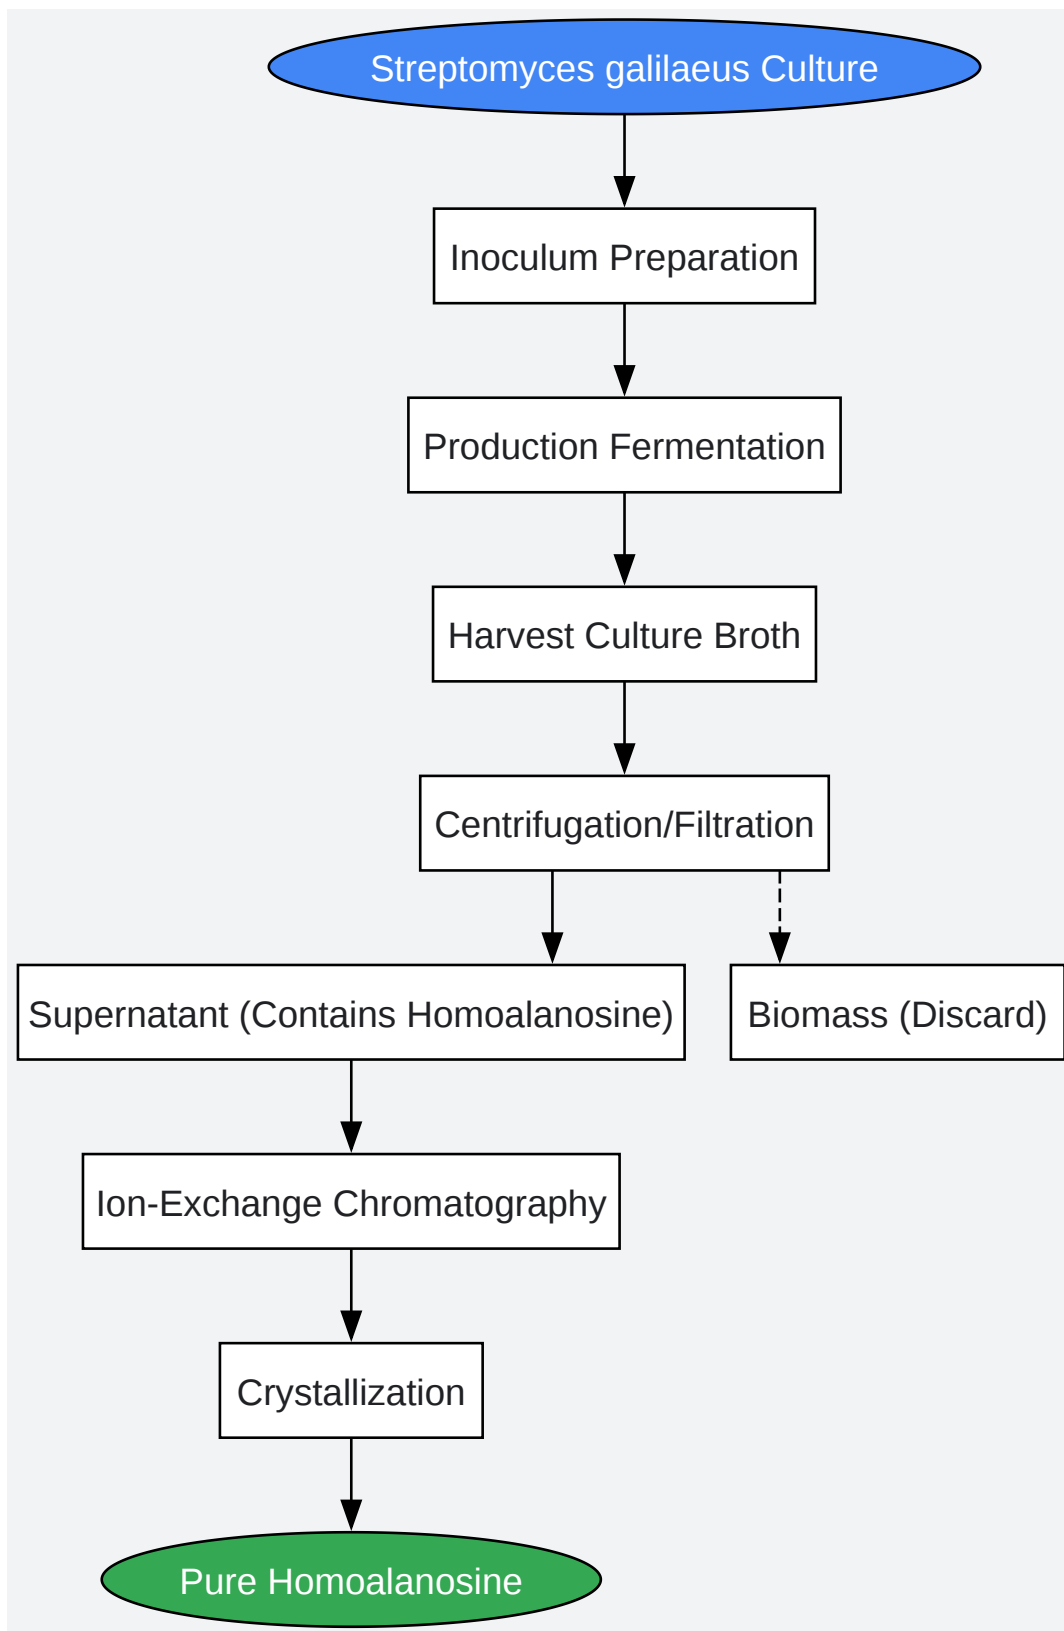 Streptomyces galilaeus Culture
Inoculum Preparation
Production Fermentation
Harvest Culture Broth
Centrifugation/Filtration
Supernatant (Contains Homoalanosine)
Biomass (Discard)
Ion-Exchange Chromatography
Crystallization
Pure Homoalanosine